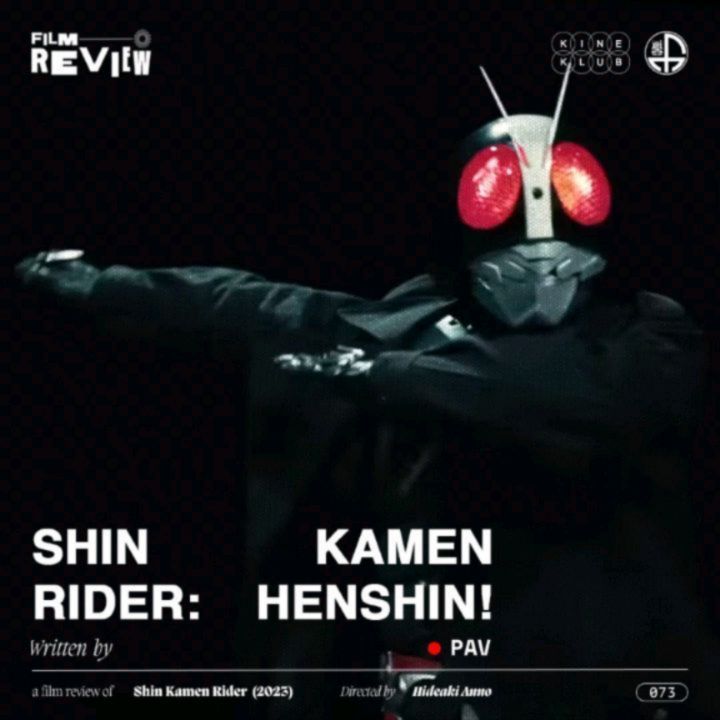 FILM
REVIEW
KINE
KLUB
SHIN KAMEN
RIDER: HENSHIN!
Written by PAV
a film review of Shin Kamen Rider (2023) Directed by Hideaki Anno 073